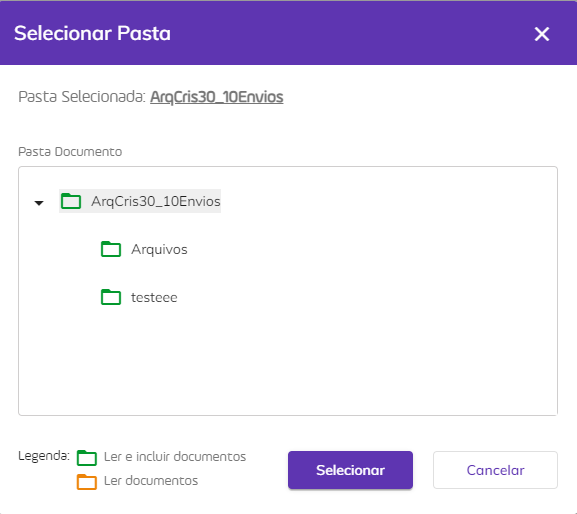 Selecionar Pasta
Pasta Selecionada: ArqCris30_10Envios
Pasta Documento
ArqCris30_10Envios
Arquivos
testeee
Legenda: Ler e incluir documentos
Ler documentos
Selecionar
Cancelar